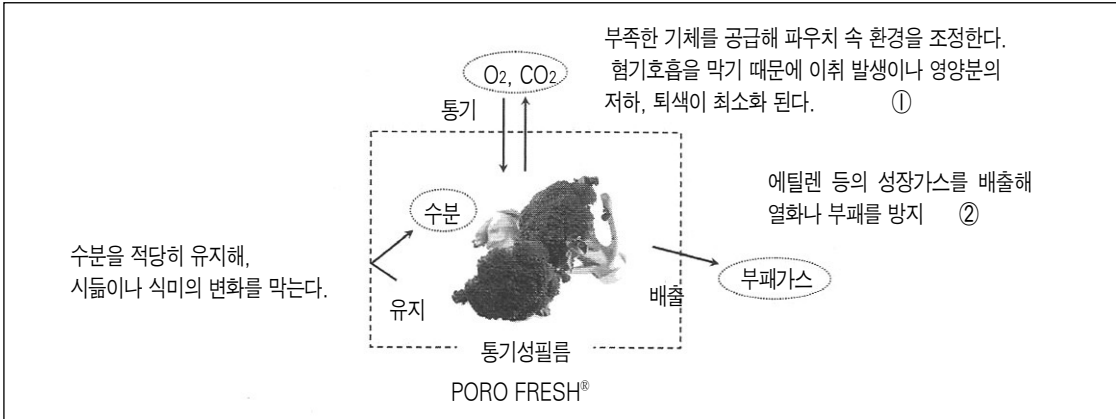 부족한 기체를 공급해 파우치 속 환경을 조정한다.
혐기호흡을 막기 때문에 이취 발생이나 영양분의
저하, 퇴색이 최소화 된다. ①
O2, CO2
통기
에틸렌 등의 성장가스를 배출해
열화나 부패를 방지 ②
수분
수분을 적당히 유지해,
시듦이나 식미의 변화를 막는다.
유지
배출
부패가스
통기성필름
PORO FRESH®